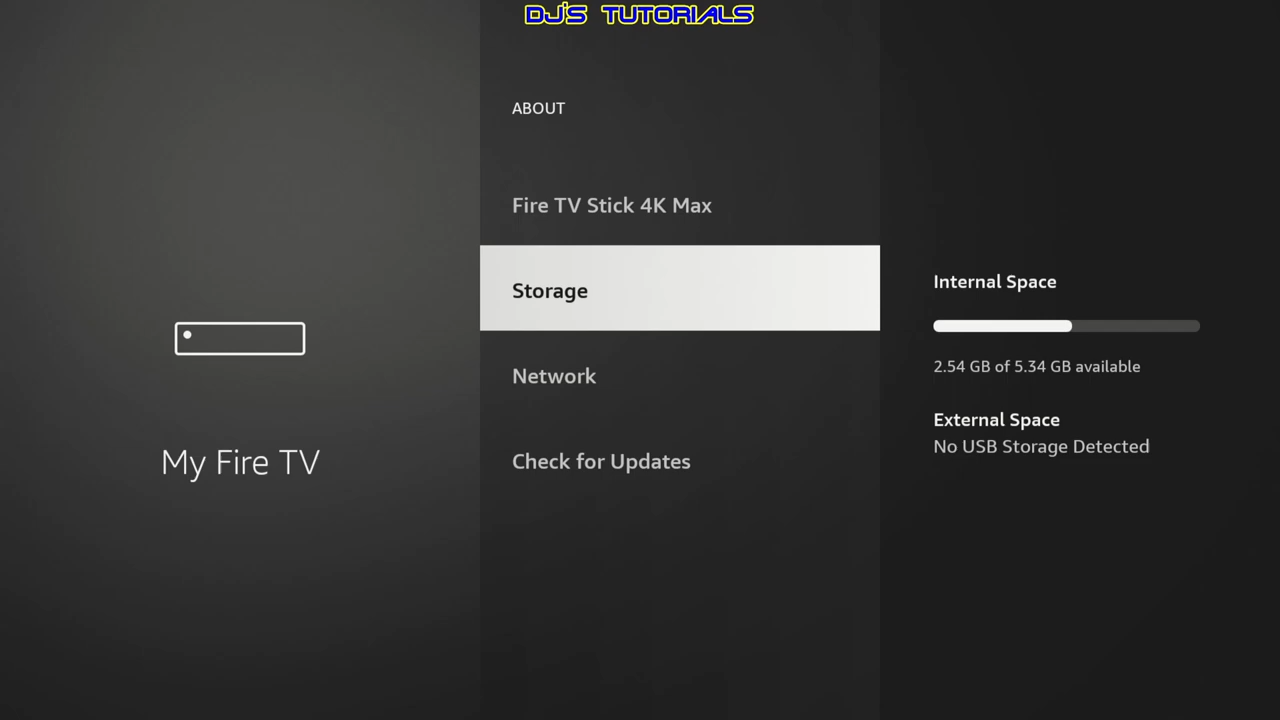 DJ'S TUTORIALS
ABOUT
Fire TV Stick 4K Max
Storage
Network
Check for Updates
My Fire TV
Internal Space
2.54 GB of 5.34 GB available
External Space
No USB Storage Detected